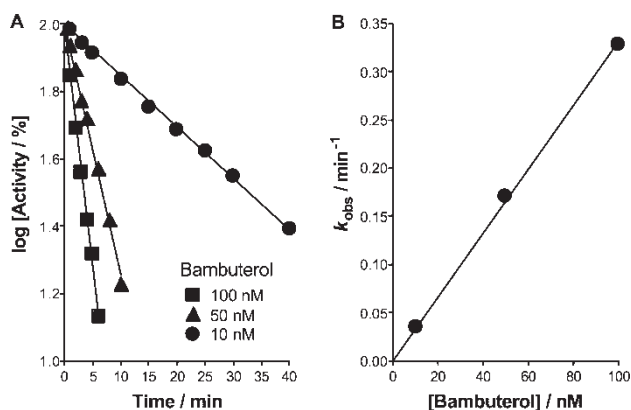 A
log [Activity / %]
2.0
1.8
1.6
1.4
1.2
1.0
Bambuterol
100 nM
50 nM
10 nM
0 5 10 15 20 25 30 35 40
Time / min
B
kobs / min⁻¹
0.35
0.30
0.25
0.20
0.15
0.10
0.05
0.00
0 20 40 60 80 100
[Bambuterol] / nM